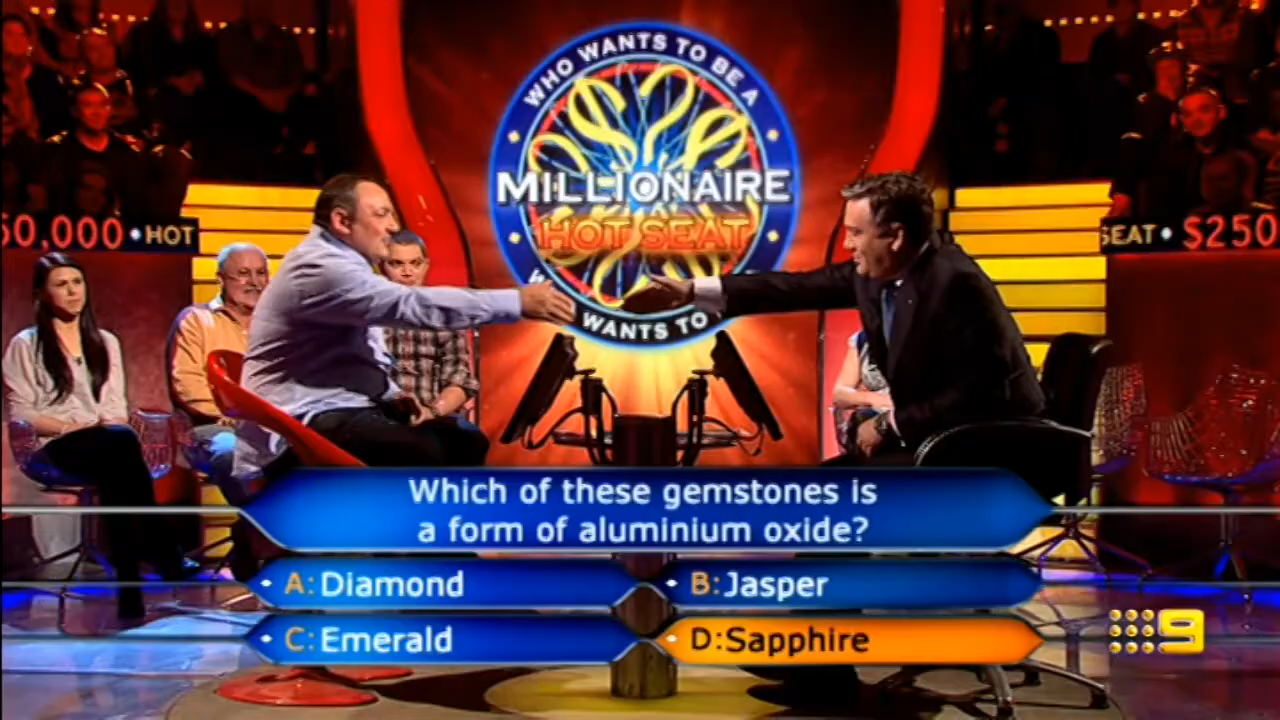 WHO WANTS TO BE A
MILLIONAIRE
HOT SEAT
WANTS TO
50,000 • HOT
SEAT • $250
Which of these gemstones is
a form of aluminium oxide?
A: Diamond
B: Jasper
C: Emerald
D: Sapphire
9